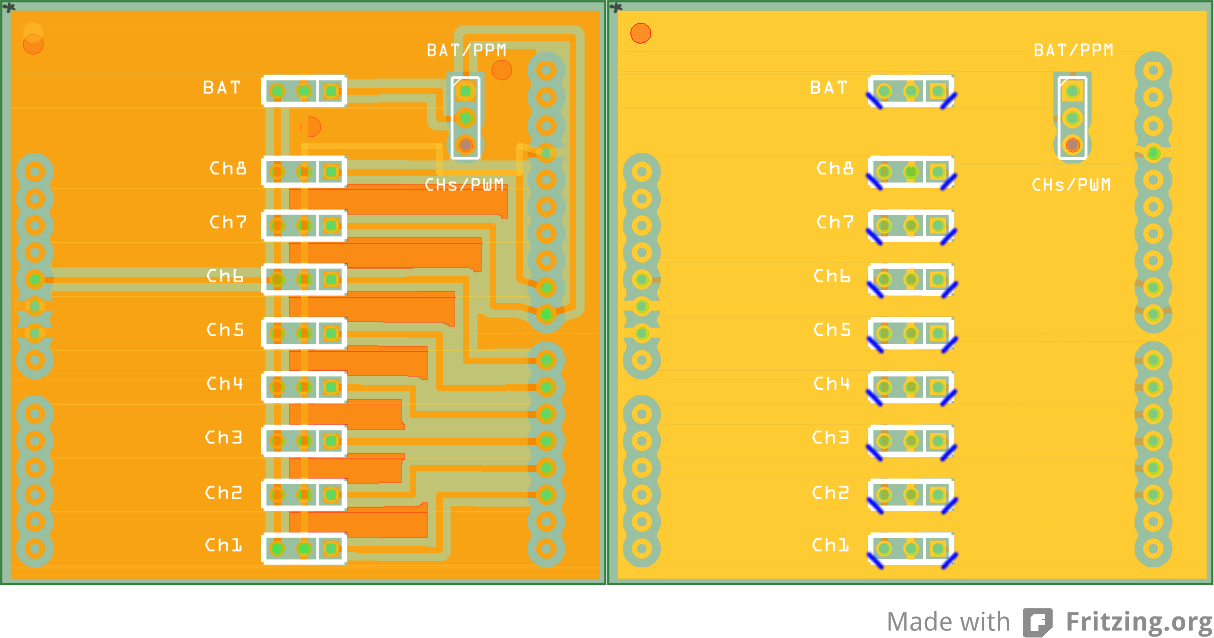 BAT/PPM BAT/PPM
BAT BAT
Ch8 Ch8
CHs/PWM CHs/PWM
Ch7 Ch7
Ch6 Ch6
Ch5 Ch5
Ch4 Ch4
Ch3 Ch3
Ch2 Ch2
Ch1 Ch1
Made with Fritzing.org